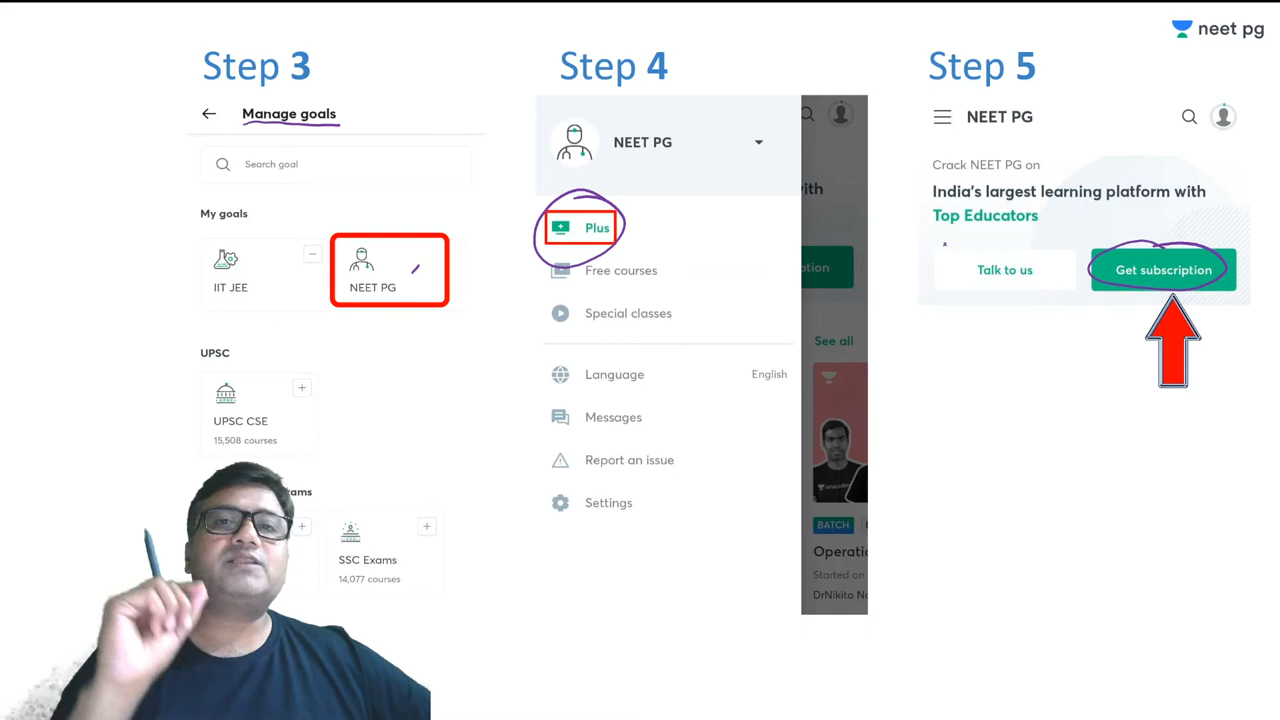 neet pg
Step 3
Manage goals
Search goal
My goals
IIT JEE
NEET PG
UPSC
UPSC CSE
15,508 courses
SSC Exams
14,077 courses
Step 4
NEET PG
Plus
Free courses
Special classes
Language English
Messages
Report an issue
Settings
See all
BATCH
Started on
Step 5
NEET PG
Crack NEET PG on
India's largest learning platform with
Top Educators
Talk to us
Get subscription